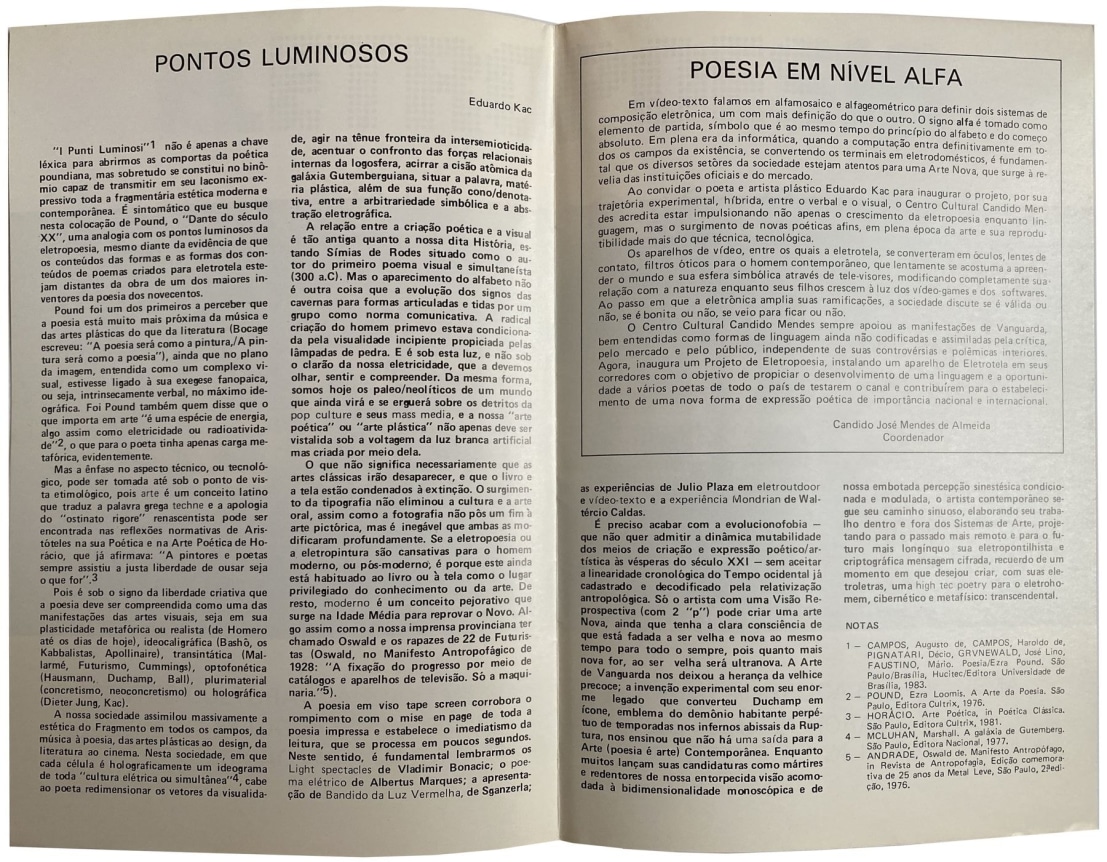 PONTOS LUMINOSOS
Eduardo Kac
"I Punti Luminosi"1 não é apenas a chave
léxica para abrirmos as comportas da poética
poundiana, mas sobretudo se constitui no binô-
mio capaz de transmitir em seu laconismo ex-
pressivo toda a fragmentária estética moderna e
contemporânea. É sintomático que eu busque
nesta colocação de Pound, o "Dante do século
XX", uma analogia com os pontos luminosos da
eletropoesia, mesmo diante da evidência de que
os conteúdos das formas e as formas dos con-
teúdos de poemas criados para eletrotela este-
jam distantes da obra de um dos maiores in-
ventores da poesia dos novecentos.
Pound foi um dos primeiros a perceber que
a poesia está muito mais próxima da música e
das artes plásticas do que da literatura (Bocage
escreveu: "A poesia será como a pintura,/A pin-
tura será como a poesia"), ainda que no plano
da imagem, entendida como um complexo vi-
sual, estivesse ligado à sua exegese fanopaica,
ou seja, intrinsecamente verbal, no máximo ide-
ográfica. Foi Pound também quem disse que o
que importa em arte "é uma espécie de energia,
algo assim como eletricidade ou radioativida-
de"2, o que para o poeta tinha apenas carga me-
tafórica, evidentemente.
Mas a ênfase no aspecto técnico, ou tecnoló-
gico, pode ser tomada até sob o ponto de vis-
ta etimológico, pois arte é um conceito latino
que traduz a palavra grega techne e a apologia
do "ostinato rigore" renascentista pode ser
encontrada nas reflexões normativas de Aris-
tóteles na sua Poética e na Arte Poética de Ho-
rácio, que já afirmava: "A pintores e poetas
sempre assistiu a justa liberdade de ousar seja
o que for".3
Pois é sob o signo da liberdade criativa que
a poesia deve ser compreendida como uma das
manifestações das artes visuais, seja em sua
plasticidade metafórica ou realista (de Homero
até os dias de hoje), ideocaligráfica (Bashô, os
Kabbalistas, Apollinaire), transintática (Mal-
larmé, Futurismo, Cummings), optofonética
(Hausmann, Duchamp, Ball), plurimaterial
(concretismo, neoconcretismo) ou holográfica
(Dieter Jung, Kac).
A nossa sociedade assimilou massivamente a
estética do Fragmento em todos os campos, da
música à poesia, das artes plásticas ao design, da
literatura ao cinema. Nesta sociedade, em que
cada célula é holograficamente um ideograma
de toda "cultura elétrica ou simultânea"4, cabe
ao poeta redimensionar os vetores da visualida-
de, agir na tênue fronteira da intersemioticida-
de, acentuar o confronto das forças relacionais
internas da logosfera, acirrar a cisão atômica da
galáxia Gutemberguiana, situar a palavra, maté-
ria plástica, além de sua função cono/denota-
tiva, entre a arbitrariedade simbólica e a abs-
tração eletrográfica.
A relação entre a criação poética e a visual
é tão antiga quanto a nossa dita História, es-
tando Símias de Rodes situado como o au-
tor do primeiro poema visual e simultaneísta
(300 a.C). Mas o aparecimento do alfabeto não
é outra coisa que a evolução dos signos das
cavernas para formas articuladas e tidas por um
grupo como norma comunicativa. A radical
criação do homem primevo estava condiciona-
da pela visualidade incipiente propiciada pelas
lâmpadas de pedra. E é sob esta luz, e não sob
o clarão da nossa eletricidade, que a devemos
olhar, sentir e compreender. Da mesma forma,
somos hoje os paleo/neolíticos de um mundo
que ainda virá e se erguerá sobre os detritos da
pop culture e seus mass media, e a nossa "arte
poética" ou "arte plástica" não apenas deve ser
vistalida sob a voltagem da luz branca artificial
mas criada por meio dela.
O que não significa necessariamente que as
artes clássicas irão desaparecer, e que o livro e
a tela estão condenados à extinção. O surgimen-
to da tipografia não eliminou a cultura e a arte
oral, assim como a fotografia não pôs um fim à
arte pictórica, mas é inegável que ambas as mo-
dificaram profundamente. Se a eletropoesia ou
a eletropintura são cansativas para o homem
moderno, ou pós-moderno, é porque este ainda
está habituado ao livro ou à tela como o lugar
privilegiado do conhecimento ou da arte. De
resto, moderno é um conceito pejorativo que
surge na Idade Média para reprovar o Novo. Al-
go assim como a nossa imprensa provinciana ter
chamado Oswald e os rapazes de 22 de Futuris-
tas (Oswald, no Manifesto Antropofágico de
1928: "A fixação do progresso por meio de
catálogos e aparelhos de televisão. Só a maqui-
naria."5).
A poesia em viso tape screen corrobora o
rompimento com o mise en page de toda a
poesia impressa e estabelece o imediatismo da
leitura, que se processa em poucos segundos.
Neste sentido, é fundamental lembrarmos os
Light spectacles de Vladimir Bonacic; o poe-
ma elétrico de Albertus Marques; a apresenta-
ção de Bandido da Luz Vermelha, de Sganzerla;
POESIA EM NÍVEL ALFA
Em vídeo-texto falamos em alfamosaico e alfageométrico para definir dois sistemas de
composição eletrônica, um com mais definição do que o outro. O signo alfa é tomado como
elemento de partida, símbolo que é ao mesmo tempo do princípio do alfabeto e do começo
absoluto. Em plena era da informática, quando a computação entra definitivamente em to-
dos os campos da existência, se convertendo os terminais em eletrodomésticos, é fundamen-
tal que os diversos setôres da sociedade estejam atentos para uma Arte Nova, que surge à re-
velia das instituições oficiais e do mercado.
Ao convidar o poeta e artista plástico Eduardo Kac para inaugurar o projeto, por sua
trajetória experimental, híbrida, entre o verbal e o visual, o Centro Cultural Candido Men-
des acredita estar impulsionando não apenas o crescimento da eletropoesia enquanto lin-
guagem, mas o surgimento de novas poéticas afins, em plena época da arte e sua reprodu-
tibilidade mais do que técnica, tecnológica.
Os aparelhos de vídeo, entre os quais a eletrotela, se converteram em óculos, lentes de
contato, filtros óticos para o homem contemporâneo, que lentamente se acostuma a apreen-
der o mundo e sua esfera simbólica através de tele-visores, modificando completamente sua
relação com a natureza enquanto seus filhos crescem à luz dos vídeo-games e dos softwares.
Ao passo em que a eletrônica amplia suas ramificações, a sociedade discute se é válida ou
não, se é bonita ou não, se veio para ficar ou não.
O Centro Cultural Candido Mendes sempre apoiou as manifestações de Vanguarda,
bem entendidas como formas de linguagem ainda não codificadas e assimiladas pela crítica,
pelo mercado e pelo público, independente de suas controvérsias e polêmicas interiores.
Agora, inaugura um Projeto de Eletropoesia, instalando um aparelho de Eletrotela em seus
corredores com o objetivo de propiciar o desenvolvimento de uma linguagem e a oportuni-
dade a vários poetas de todo o país de testarem o canal e contribuírem para o estabeleci-
mento de uma nova forma de expressão poética de importância nacional e internacional.
Candido José Mendes de Almeida
Coordenador
as experiências de Julio Plaza em eletroutdoor
e vídeo-texto e a experiência Mondrian de Wal-
tércio Caldas.
É preciso acabar com a evolucionofobia —
que não quer admitir a dinâmica mutabilidade
dos meios de criação e expressão poético/ar-
tística às vésperas do século XXI — sem aceitar
a linearidade cronológica do Tempo ocidental já
cadastrado e decodificado pela relativização
antropológica. Só o artista com uma Visão Re-
prospectiva (com 2 "p") pode criar uma arte
Nova, ainda que tenha a clara consciência de
que está fadada a ser velha e nova ao mesmo
tempo para todo o sempre, pois quanto mais
nova for, ao ser velha será ultranova. A Arte
de Vanguarda nos deixou a herança da velhice
precoce; a invenção experimental com seu enor-
me legado que converteu Duchamp em
ícone, emblema do demônio habitante perpé-
tuo de temporadas nos infernos abissais da Rup-
tura, nos ensinou que não há uma saída para a
Arte (poesia é arte) Contemporânea. Enquanto
muitos lançam suas candidaturas como mártires
e redentores de nossa entorpecida visão acomo-
dada à bidimensionalidade monoscópica e de
nossa embotada percepção sinestésica condicio-
nada e modulada, o artista contemporâneo se-
gue seu caminho sinuoso, elaborando seu traba-
lho dentro e fora dos Sistemas de Arte, proje-
tando para o passado mais remoto e para o fu-
turo mais longínquo sua eletropontilhista e
criptográfica mensagem cifrada, recuerdo de um
momento em que desejou criar, com suas ele-
troletras, uma high tec poetry para o eletroho-
mem, cibernético e metafísico: transcendental.
NOTAS
1 — CAMPOS, Augusto de, CAMPOS, Haroldo de,
PIGNATARI, Décio, GRVNEWALD, José Lino,
FAUSTINO, Mário. Poesia/Ezra Pound. São
Paulo/Brasília, Hucitec/Editora Universidade de
Brasília, 1983.
2 — POUND, Ezra Loomis. A Arte da Poesia. São
Paulo, Editora Cultrix, 1976.
3 — HORÁCIO. Arte Poética, in Poética Clássica.
São Paulo, Editora Cultrix, 1981.
4 — MCLUHAN, Marshall. A galáxia de Gutemberg.
São Paulo, Editora Nacional, 1977.
5 — ANDRADE, Oswald de. Manifesto Antropófago,
in Revista de Antropofagia, Edição comemora-
tiva de 25 anos da Metal Leve, São Paulo, 2ªedi-
ção, 1976.